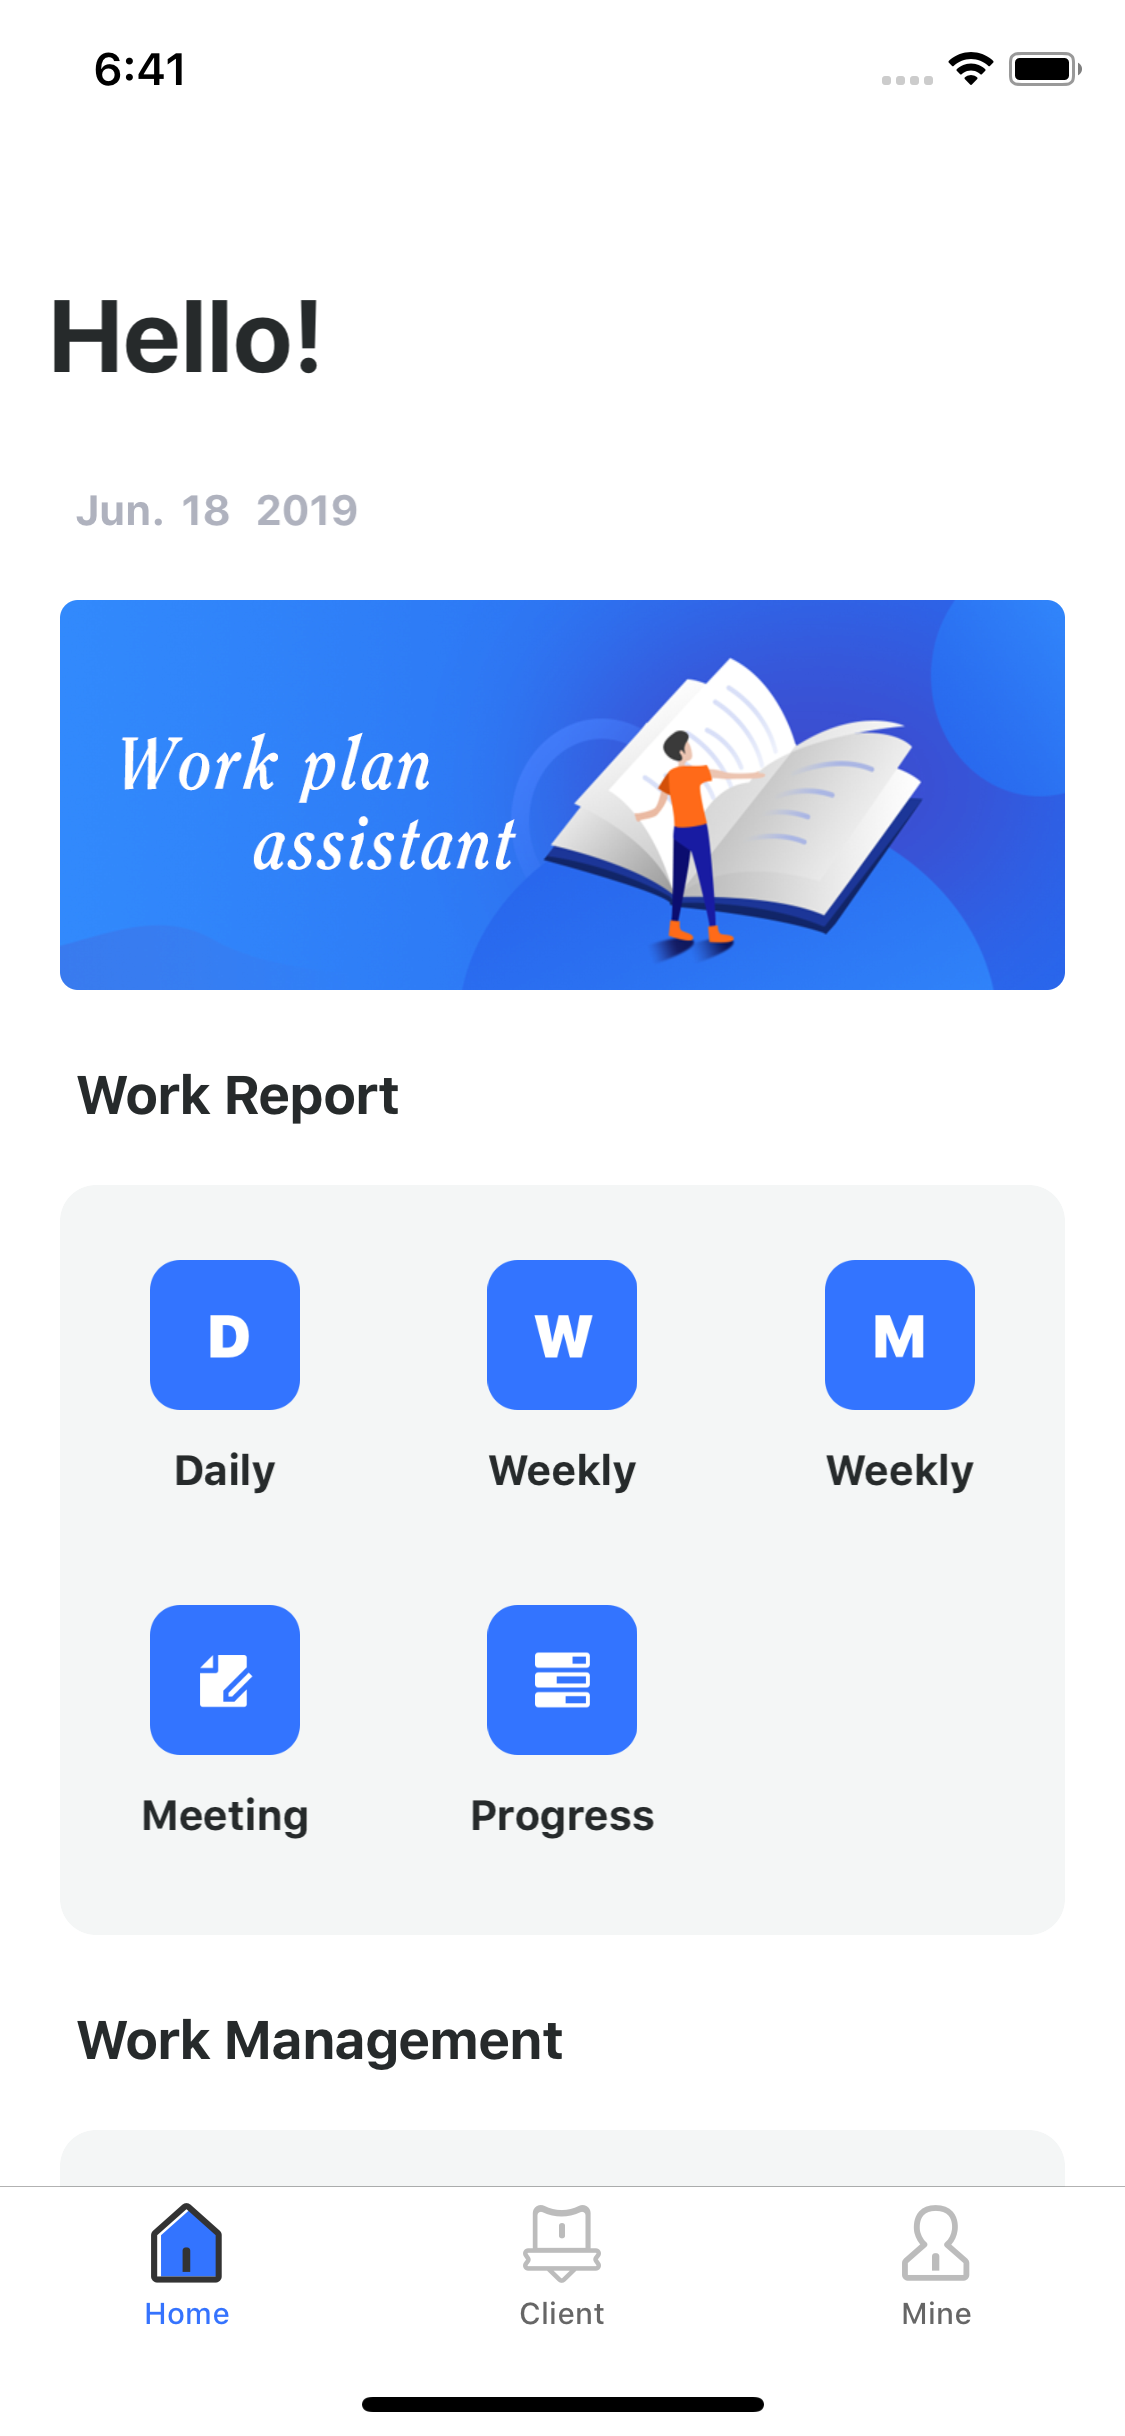 6:41
Hello!
Jun. 18 2019
Work plan
assistant
Work Report
D W M
Daily Weekly Weekly
Meeting Progress
Work Management
Home Client Mine